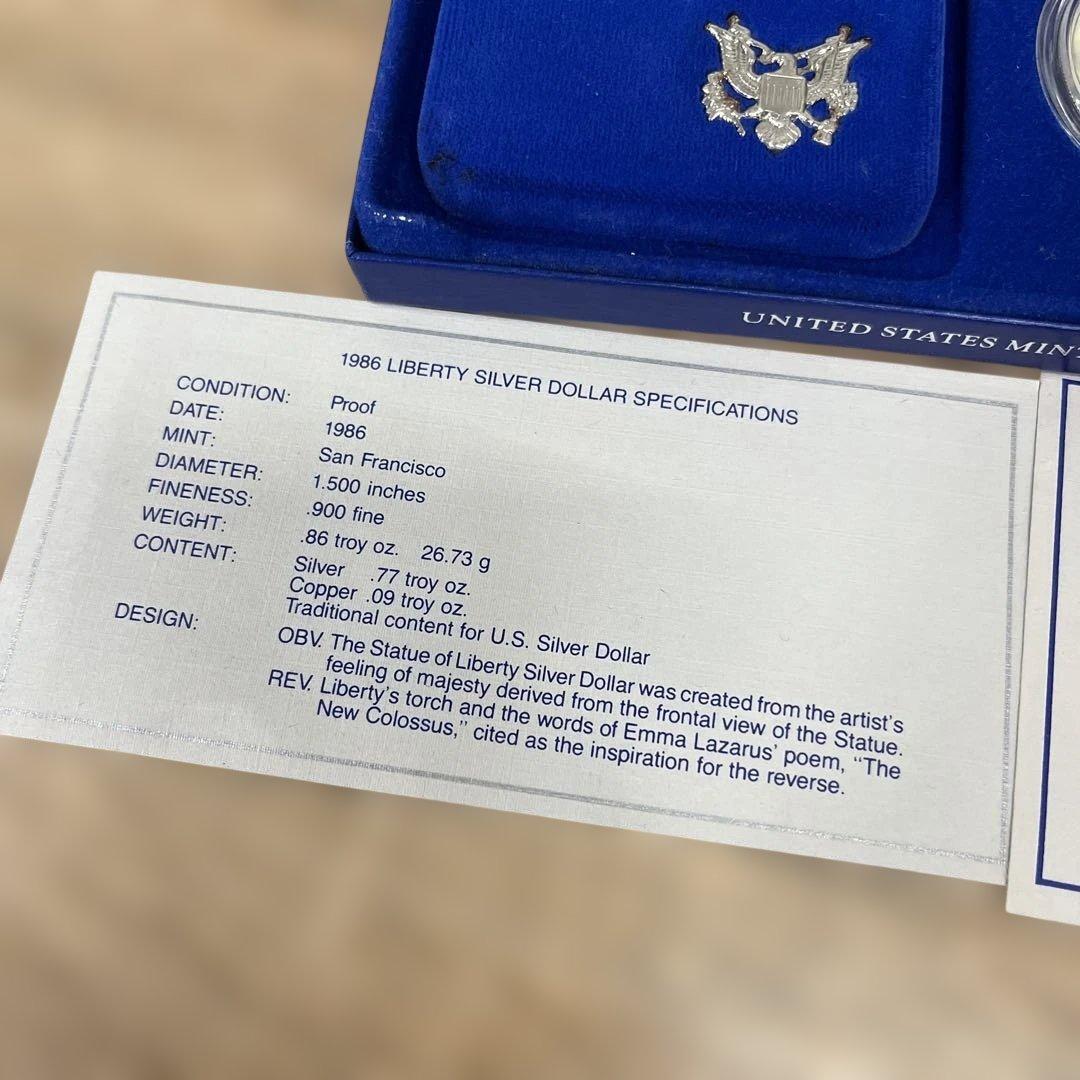 UNITED STATES MINT
1986 LIBERTY SILVER DOLLAR SPECIFICATIONS
CONDITION: Proof
DATE: 1986
MINT: San Francisco
DIAMETER: 1.500 inches
FINENESS: .900 fine
WEIGHT: .86 troy oz. 26.73 g
CONTENT: Silver .77 troy oz.
Copper .09 troy oz.
Traditional content for U.S. Silver Dollar
DESIGN: OBV. The Statue of Liberty Silver Dollar was created from the artist's
feeling of majesty derived from the frontal view of the Statue.
REV. Liberty's torch and the words of Emma Lazarus' poem, "The
New Colossus," cited as the inspiration for the reverse.